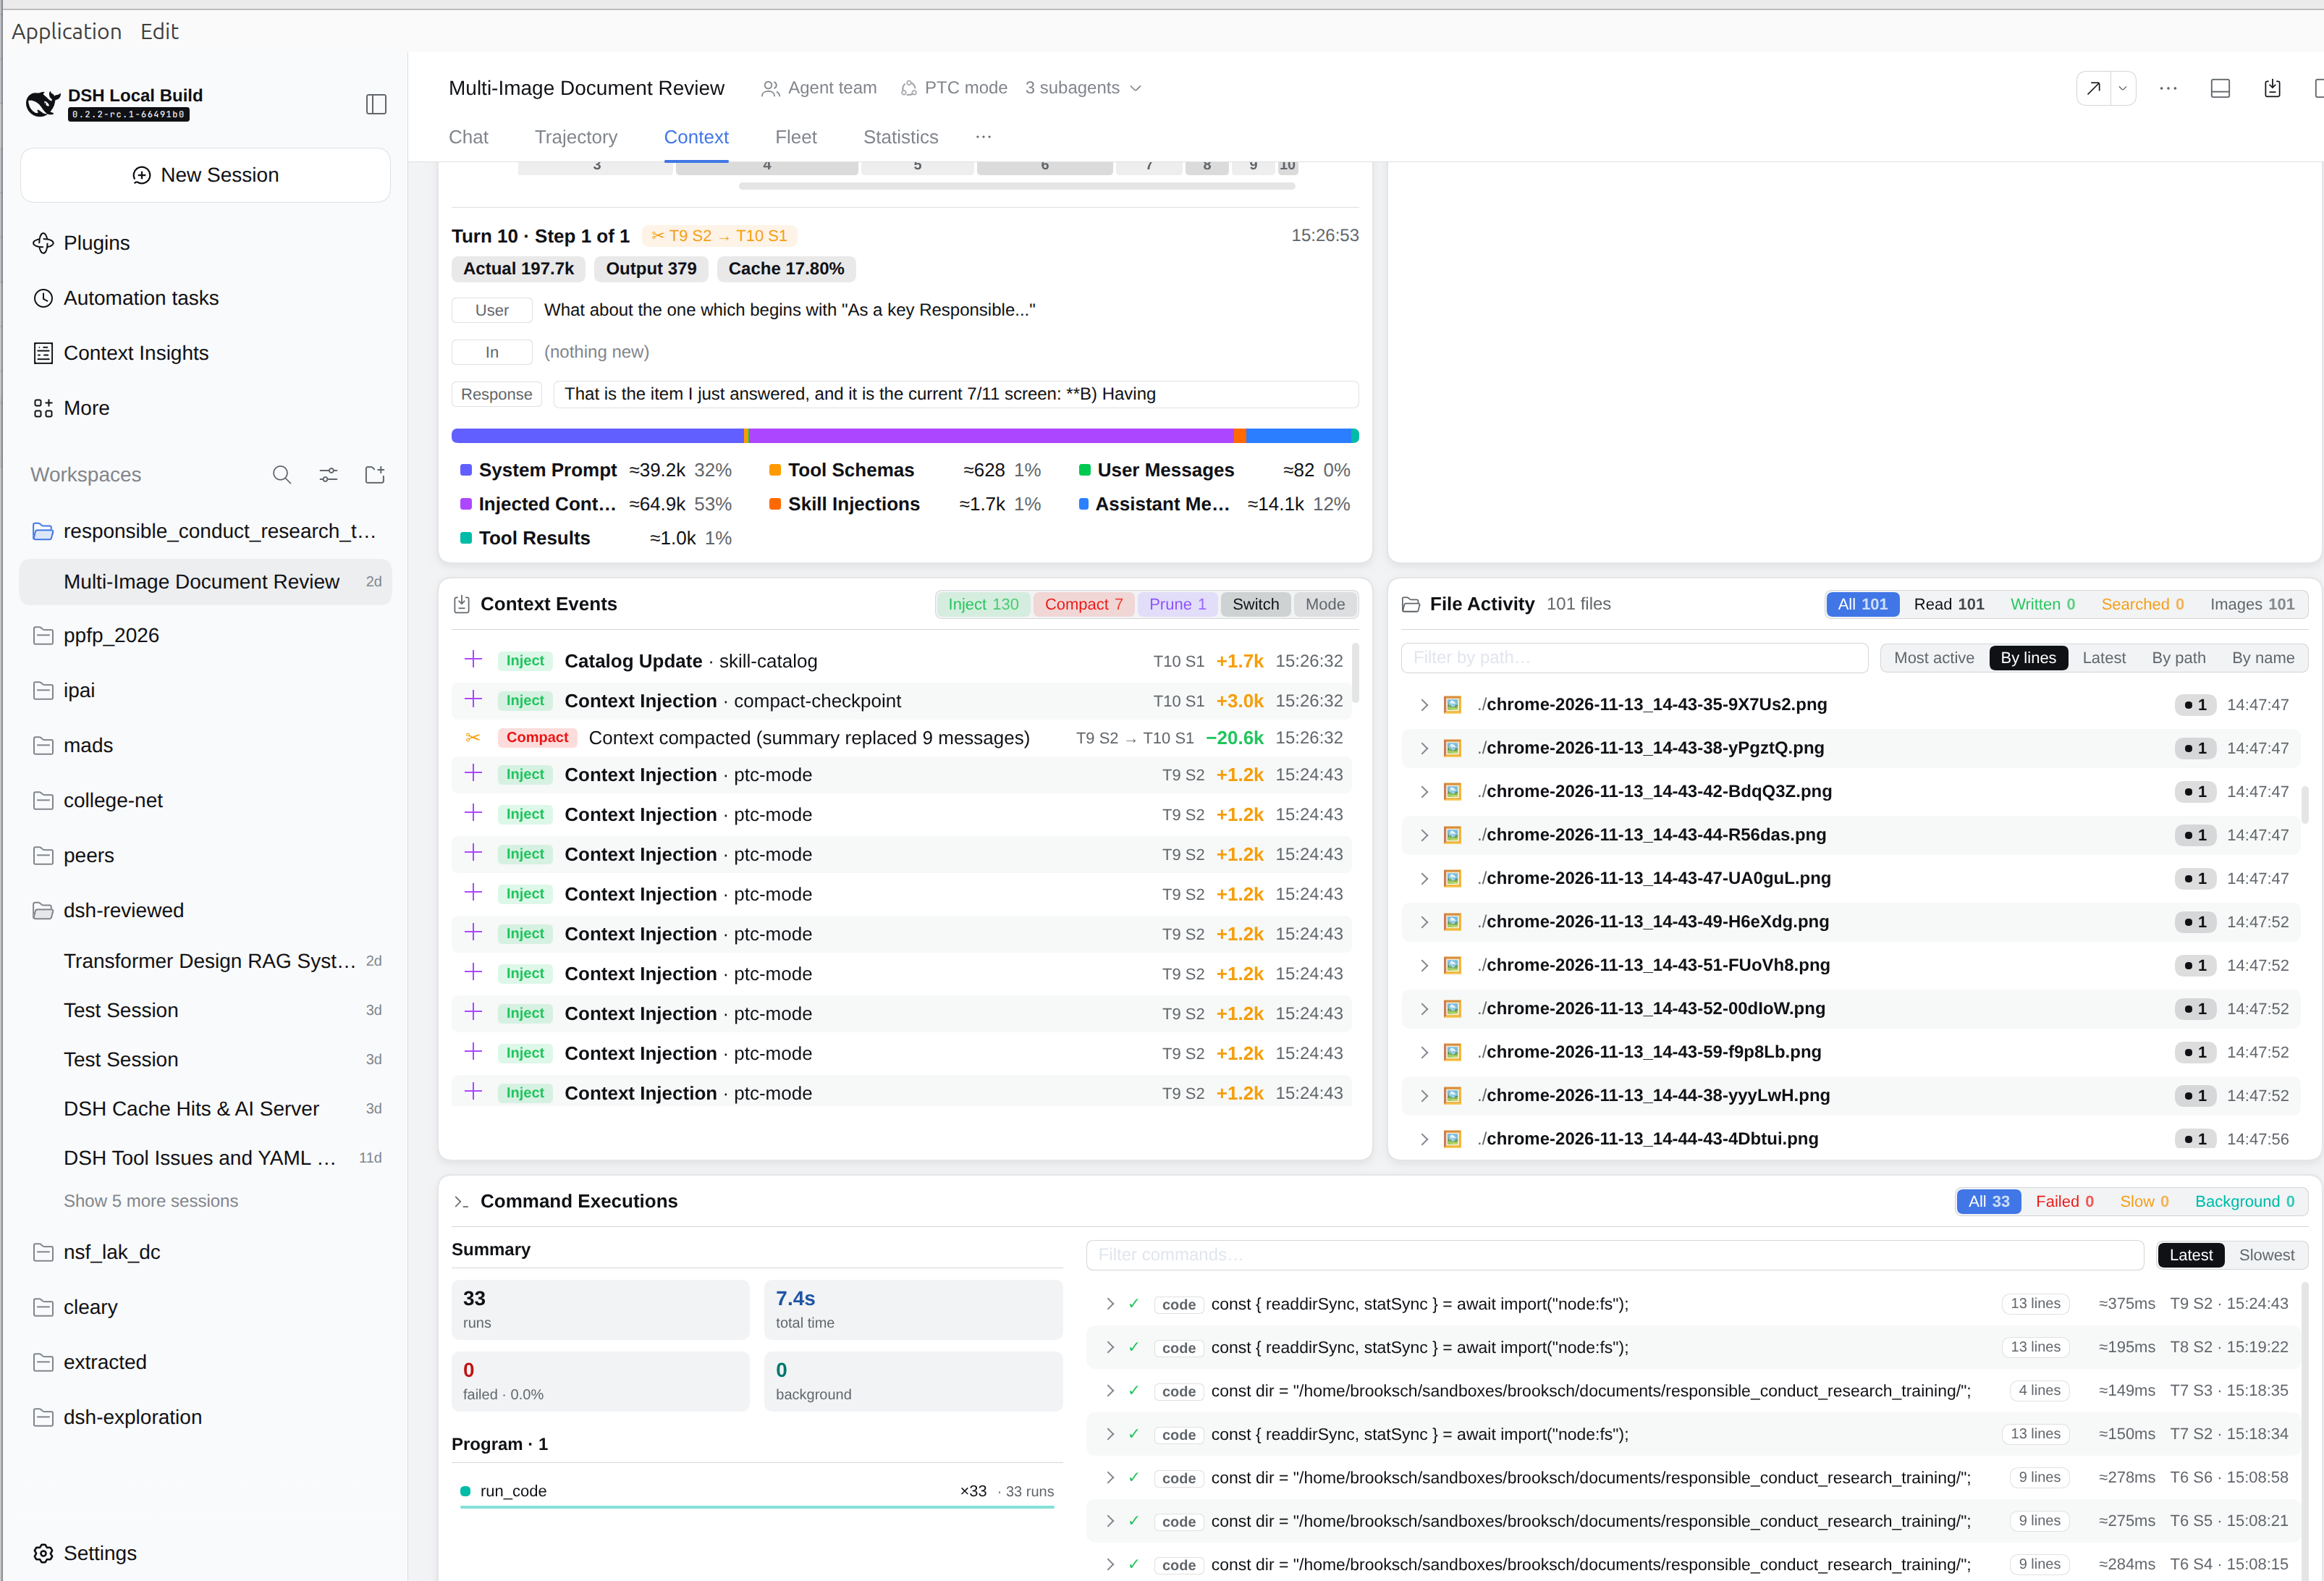 Application Edit
DSH Local Build
0.2.2-rc.1-66491b0
New Session
Plugins
Automation tasks
Context Insights
More
Workspaces
responsible_conduct_research_t…
Multi-Image Document Review 2d
ppfp_2026
ipai
mads
college-net
peers
dsh-reviewed
Transformer Design RAG Syst… 2d
Test Session 3d
Test Session 3d
DSH Cache Hits & AI Server 3d
DSH Tool Issues and YAML … 11d
Show 5 more sessions
nsf_lak_dc
cleary
extracted
dsh-exploration
Settings
Multi-Image Document Review Agent team PTC mode 3 subagents
Chat Trajectory Context Fleet Statistics ···
3 4 5 6 7 8 9 10
Turn 10 · Step 1 of 1 ✂ T9 S2 → T10 S1 15:26:53
Actual 197.7k Output 379 Cache 17.80%
User What about the one which begins with "As a key Responsible..."
In (nothing new)
Response That is the item I just answered, and it is the current 7/11 screen: **B) Having
System Prompt ≈39.2k 32% Tool Schemas ≈628 1% User Messages ≈82 0%
Injected Cont… ≈64.9k 53% Skill Injections ≈1.7k 1% Assistant Me… ≈14.1k 12%
Tool Results ≈1.0k 1%
Context Events Inject 130 Compact 7 Prune 1 Switch Mode
Inject Catalog Update · skill-catalog T10 S1 +1.7k 15:26:32
Inject Context Injection · compact-checkpoint T10 S1 +3.0k 15:26:32
✂ Compact Context compacted (summary replaced 9 messages) T9 S2 → T10 S1 −20.6k 15:26:32
Inject Context Injection · ptc-mode T9 S2 +1.2k 15:24:43
Inject Context Injection · ptc-mode T9 S2 +1.2k 15:24:43
Inject Context Injection · ptc-mode T9 S2 +1.2k 15:24:43
Inject Context Injection · ptc-mode T9 S2 +1.2k 15:24:43
Inject Context Injection · ptc-mode T9 S2 +1.2k 15:24:43
Inject Context Injection · ptc-mode T9 S2 +1.2k 15:24:43
Inject Context Injection · ptc-mode T9 S2 +1.2k 15:24:43
Inject Context Injection · ptc-mode T9 S2 +1.2k 15:24:43
Inject Context Injection · ptc-mode T9 S2 +1.2k 15:24:43
File Activity 101 files All 101 Read 101 Written 0 Searched 0 Images 101
Filter by path… Most active By lines Latest By path By name
./chrome-2026-11-13_14-43-35-9X7Us2.png 1 14:47:47
./chrome-2026-11-13_14-43-38-yPgztQ.png 1 14:47:47
./chrome-2026-11-13_14-43-42-BdqQ3Z.png 1 14:47:47
./chrome-2026-11-13_14-43-44-R56das.png 1 14:47:47
./chrome-2026-11-13_14-43-47-UA0guL.png 1 14:47:47
./chrome-2026-11-13_14-43-49-H6eXdg.png 1 14:47:52
./chrome-2026-11-13_14-43-51-FUoVh8.png 1 14:47:52
./chrome-2026-11-13_14-43-52-00dIoW.png 1 14:47:52
./chrome-2026-11-13_14-43-59-f9p8Lb.png 1 14:47:52
./chrome-2026-11-13_14-44-38-yyyLwH.png 1 14:47:52
./chrome-2026-11-13_14-44-43-4Dbtui.png 1 14:47:56
Command Executions All 33 Failed 0 Slow 0 Background 0
Summary
33
runs
7.4s
total time
0
failed · 0.0%
0
background
Program · 1
run_code ×33 · 33 runs
Filter commands… Latest Slowest
✓ code const { readdirSync, statSync } = await import("node:fs"); 13 lines ≈375ms T9 S2 · 15:24:43
✓ code const { readdirSync, statSync } = await import("node:fs"); 13 lines ≈195ms T8 S2 · 15:19:22
✓ code const dir = "/home/brooksch/sandboxes/brooksch/documents/responsible_conduct_research_training/"; 4 lines ≈149ms T7 S3 · 15:18:35
✓ code const { readdirSync, statSync } = await import("node:fs"); 13 lines ≈150ms T7 S2 · 15:18:34
✓ code const dir = "/home/brooksch/sandboxes/brooksch/documents/responsible_conduct_research_training/"; 9 lines ≈278ms T6 S6 · 15:08:58
✓ code const dir = "/home/brooksch/sandboxes/brooksch/documents/responsible_conduct_research_training/"; 9 lines ≈275ms T6 S5 · 15:08:21
✓ code const dir = "/home/brooksch/sandboxes/brooksch/documents/responsible_conduct_research_training/"; 9 lines ≈284ms T6 S4 · 15:08:15